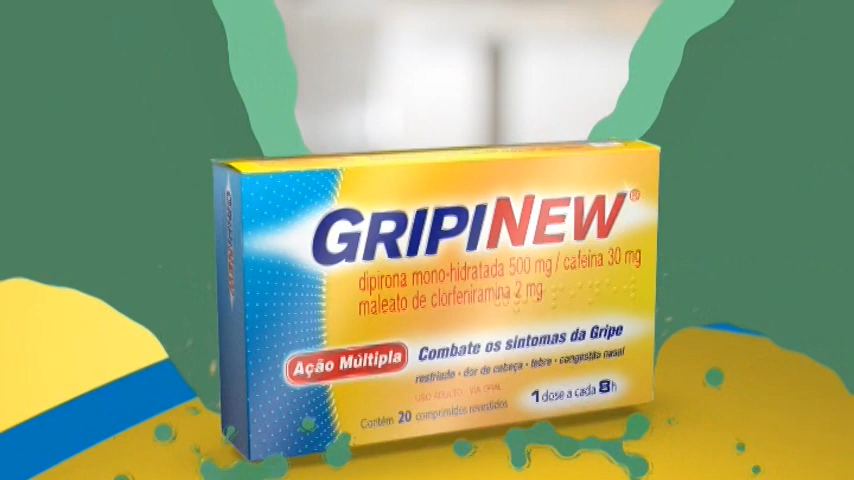 GRIPINEW®
dipirona mono-hidratada 500 mg / cafeína 30 mg
maleato de clorfeniramina 2 mg
Ação Múltipla
Combate os sintomas da Gripe
resfriado • dor de cabeça • febre • congestão nasal
USO ADULTO VIA ORAL
Contém 20 comprimidos revestidos
1 dose a cada 8h